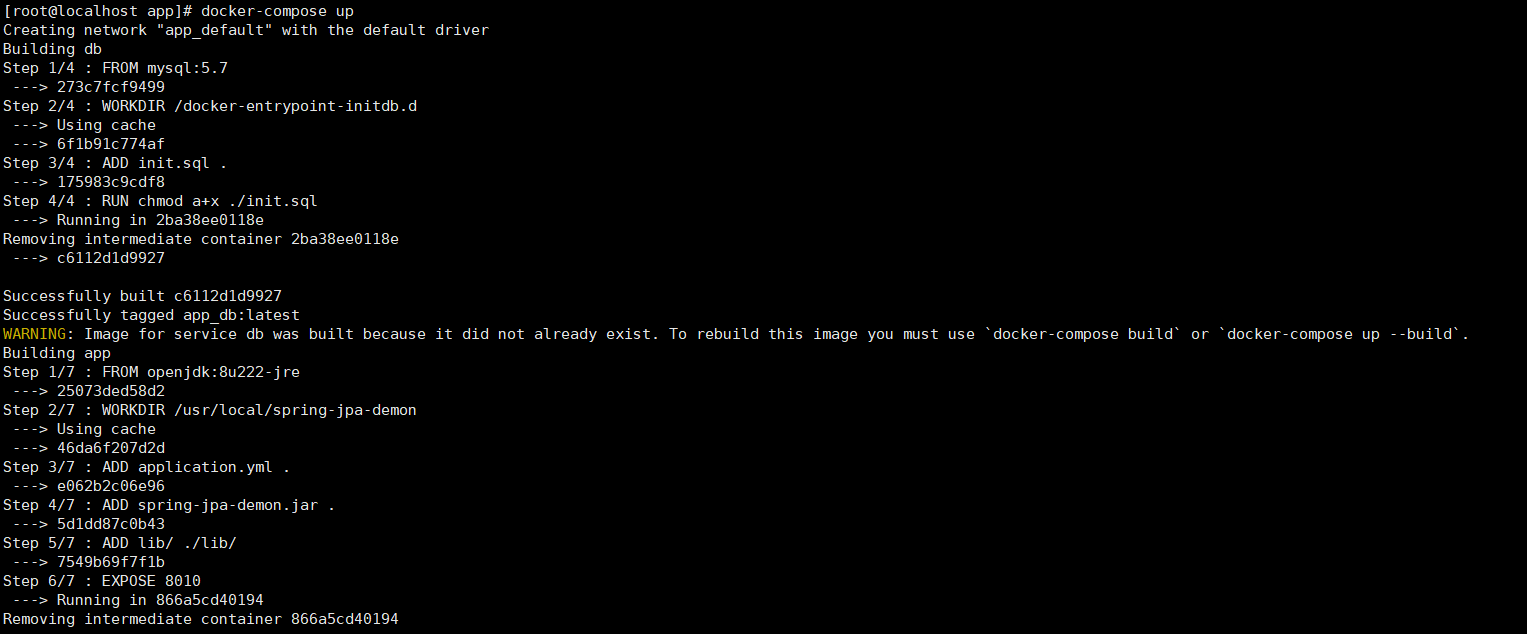 [root@localhost app]# docker-compose up
Creating network "app_default" with the default driver
Building db
Step 1/4 : FROM mysql:5.7
 ---> 273c7fcf9499
Step 2/4 : WORKDIR /docker-entrypoint-initdb.d
 ---> Using cache
 ---> 6f1b91c774af
Step 3/4 : ADD init.sql .
 ---> 175983c9cdf8
Step 4/4 : RUN chmod a+x ./init.sql
 ---> Running in 2ba38ee0118e
Removing intermediate container 2ba38ee0118e
 ---> c6112d1d9927

Successfully built c6112d1d9927
Successfully tagged app_db:latest
WARNING: Image for service db was built because it did not already exist. To rebuild this image you must use `docker-compose build` or `docker-compose up --build`.
Building app
Step 1/7 : FROM openjdk:8u222-jre
 ---> 25073ded58d2
Step 2/7 : WORKDIR /usr/local/spring-jpa-demon
 ---> Using cache
 ---> 46da6f207d2d
Step 3/7 : ADD application.yml .
 ---> e062b2c06e96
Step 4/7 : ADD spring-jpa-demon.jar .
 ---> 5d1dd87c0b43
Step 5/7 : ADD lib/ ./lib/
 ---> 7549b69f7f1b
Step 6/7 : EXPOSE 8010
 ---> Running in 866a5cd40194
Removing intermediate container 866a5cd40194